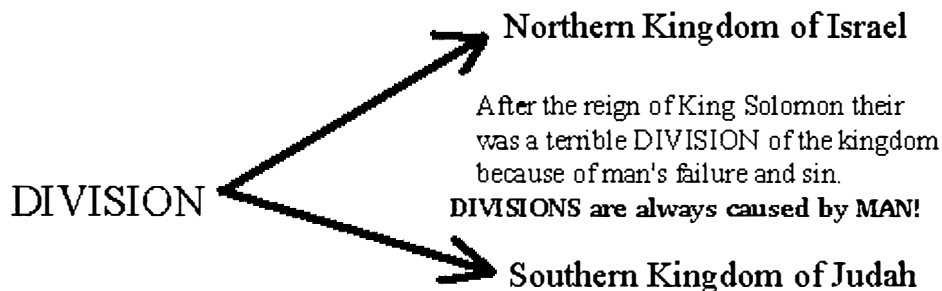 Northern Kingdom of Israel
After the reign of King Solomon their
was a terrible DIVISION of the kingdom
because of man's failure and sin.
DIVISIONS are always caused by MAN!
DIVISION
Southern Kingdom of Judah